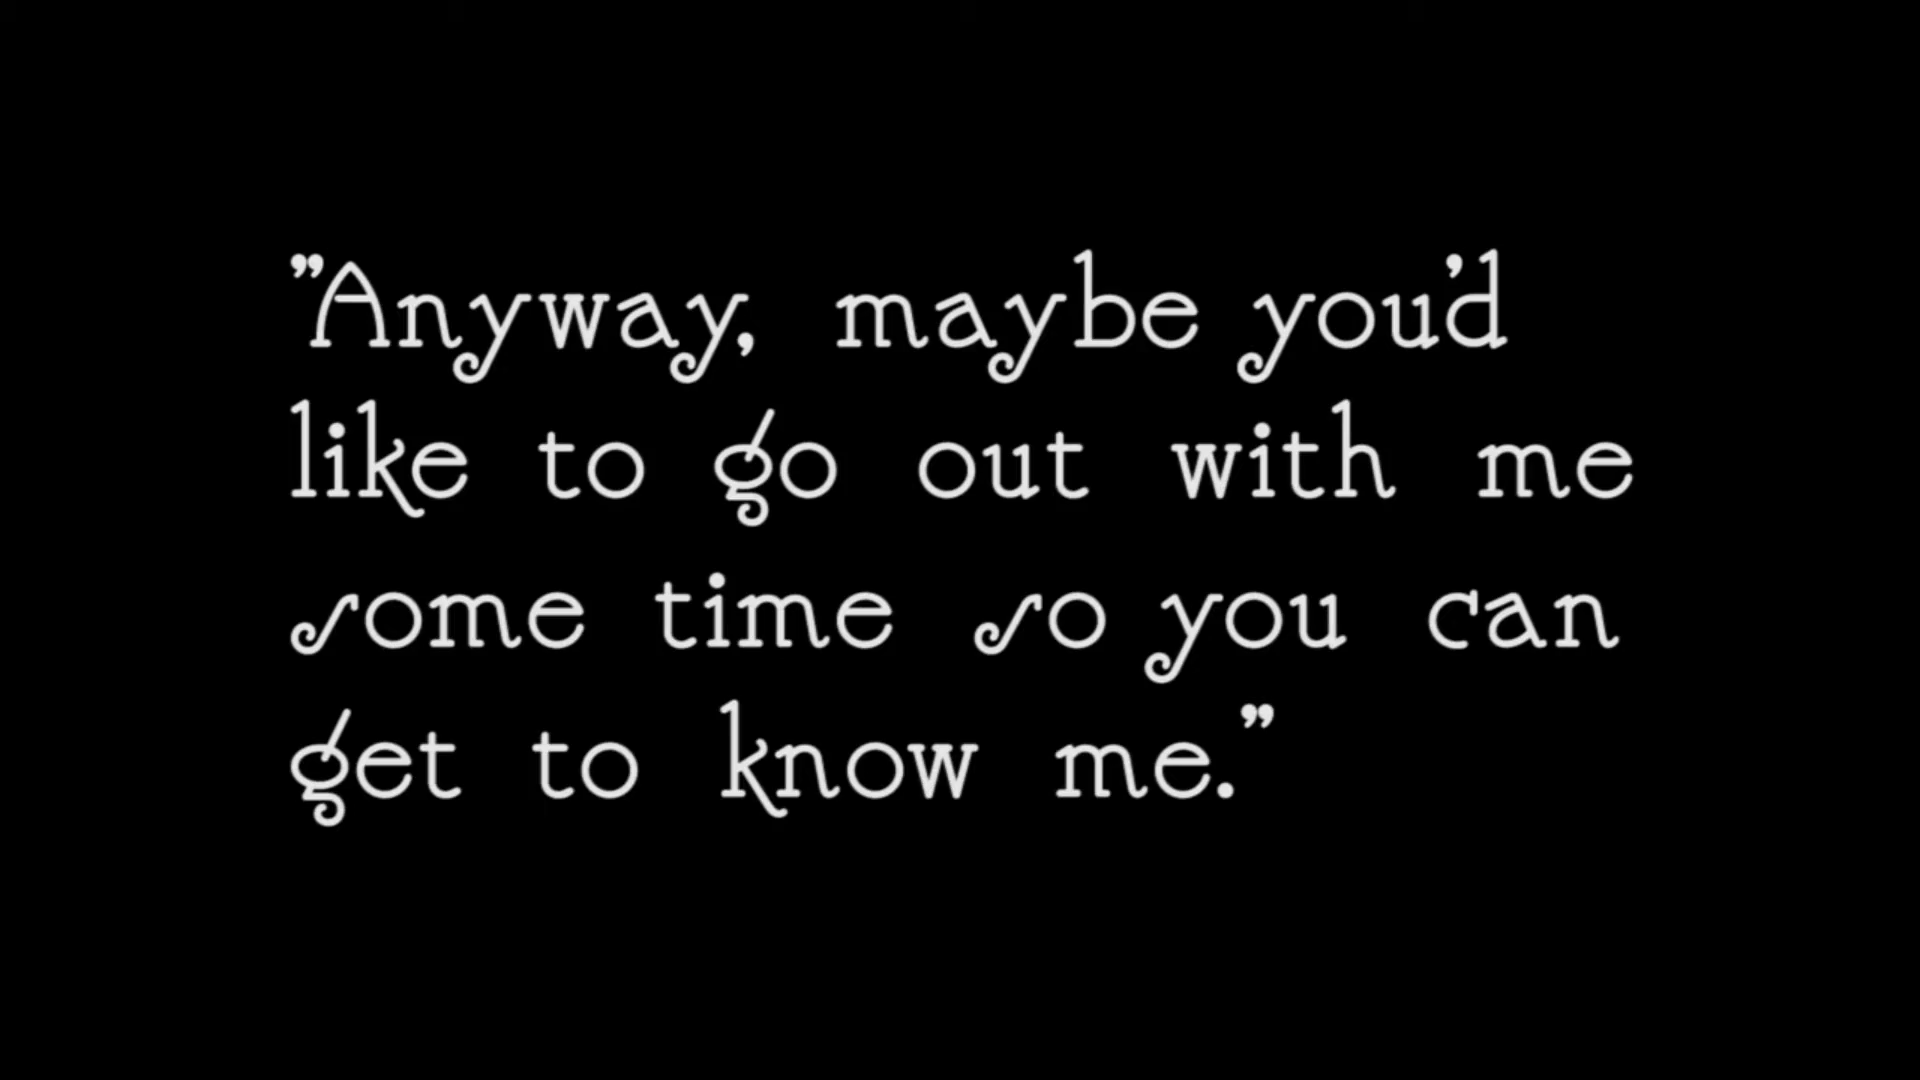 ”Anyway, maybe you’d
like to go out with me
some time so you can
get to know me.”